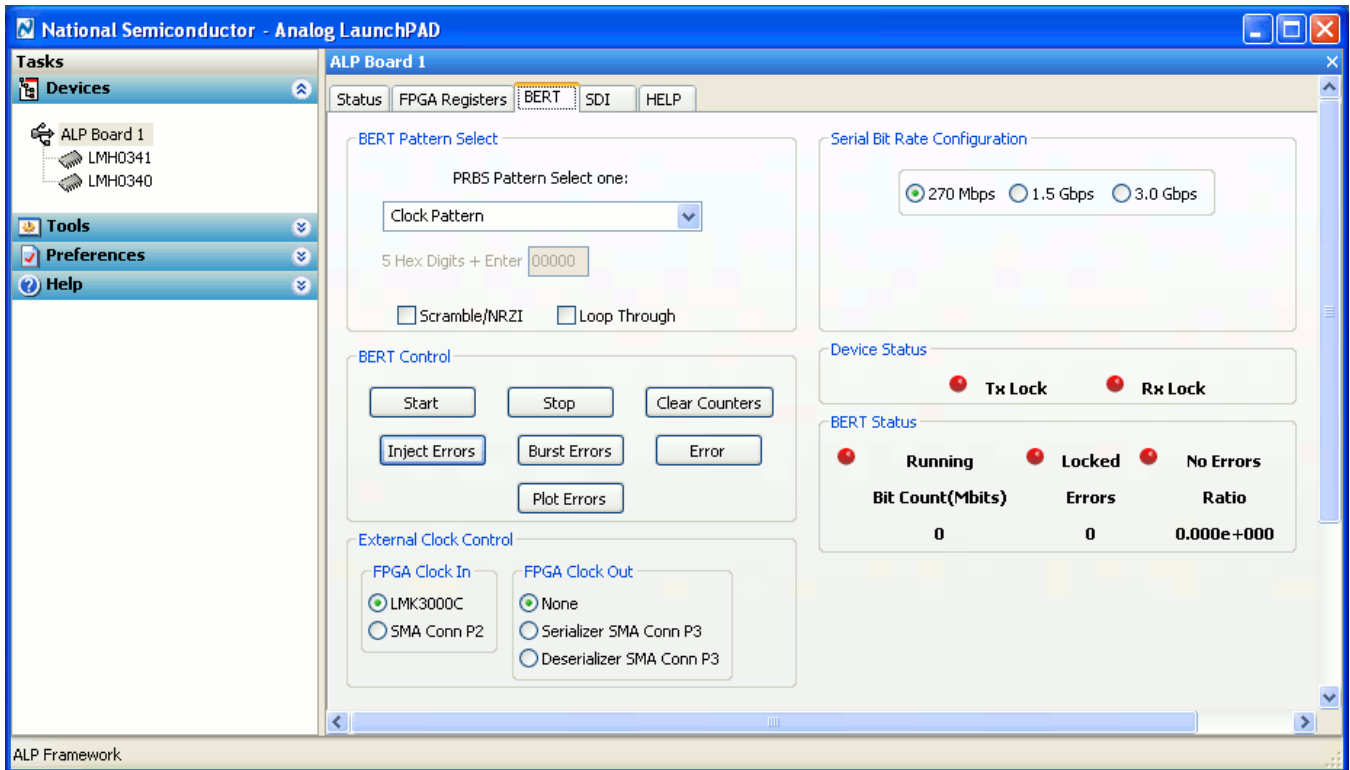 National Semiconductor - Analog LaunchPAD
Tasks
Devices
ALP Board 1
LMH0341
LMH0340
Tools
Preferences
Help
ALP Board 1
Status FPGA Registers BERT SDI HELP
BERT Pattern Select
PRBS Pattern Select one:
Clock Pattern
5 Hex Digits + Enter 00000
Scramble/NRZI Loop Through
BERT Control
Start Stop Clear Counters
Inject Errors Burst Errors Error
Plot Errors
External Clock Control
FPGA Clock In
LMK3000C
SMA Conn P2
FPGA Clock Out
None
Serializer SMA Conn P3
Deserializer SMA Conn P3
Serial Bit Rate Configuration
270 Mbps 1.5 Gbps 3.0 Gbps
Device Status
Tx Lock Rx Lock
BERT Status
Running Locked No Errors
Bit Count(Mbits) Errors Ratio
0 0 0.000e+000
ALP Framework